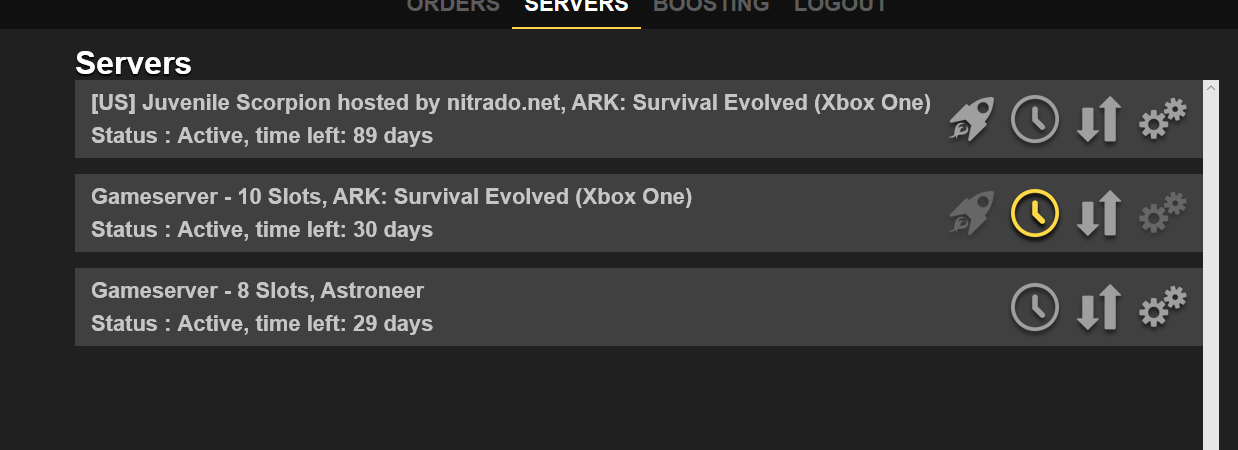 ORDERS SERVERS BOOSTING LOGOUT
Servers
[US] Juvenile Scorpion hosted by nitrado.net, ARK: Survival Evolved (Xbox One)
Status : Active, time left: 89 days
Gameserver - 10 Slots, ARK: Survival Evolved (Xbox One)
Status : Active, time left: 30 days
Gameserver - 8 Slots, Astroneer
Status : Active, time left: 29 days